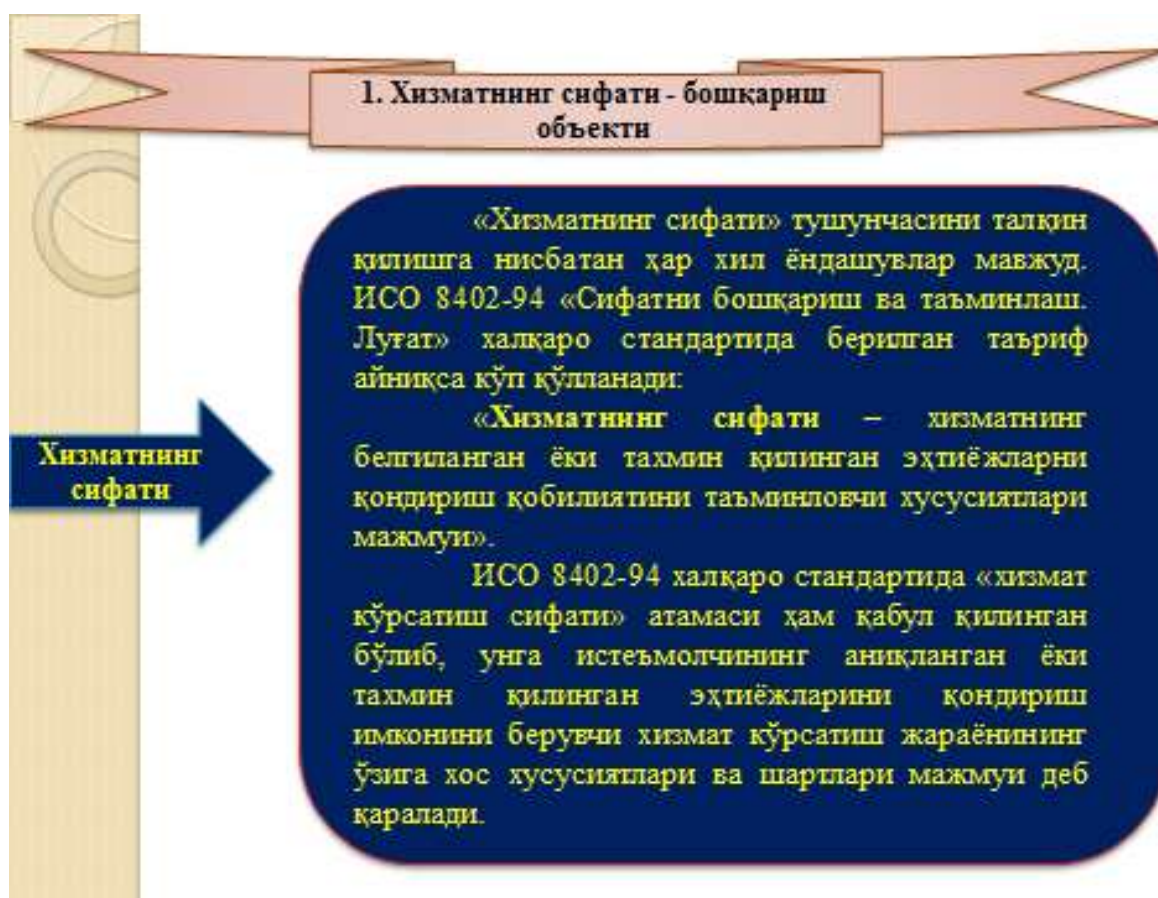 1. Хизматнинг сифати - бошқариш
объекти
«Хизматнинг сифати» тушунчасини талқин
қилишга нисбатан ҳар хил ёндашувлар мавжуд.
ИСО 8402-94 «Сифатни бошқариш ва таъминлаш.
Луғат» халқаро стандартида берилган таъриф
айниқса кўп қўлланади:
«Хизматнинг сифати – хизматнинг
белгиланган ёки тахмин қилинган эҳтиёжларни
қондириш қобилиятини таъминловчи хусусиятлари
мажмуи».
ИСО 8402-94 халқаро стандартида «хизмат
кўрсатиш сифати» атамаси ҳам қабул қилинган
бўлиб, унга истеъмолчининг аниқланган ёки
тахмин қилинган эҳтиёжларини қондириш
имконини берувчи хизмат кўрсатиш жараёнининг
ўзига хос хусусиятлари ва шартлари мажмуи деб
қаралади.
Хизматнинг
сифати